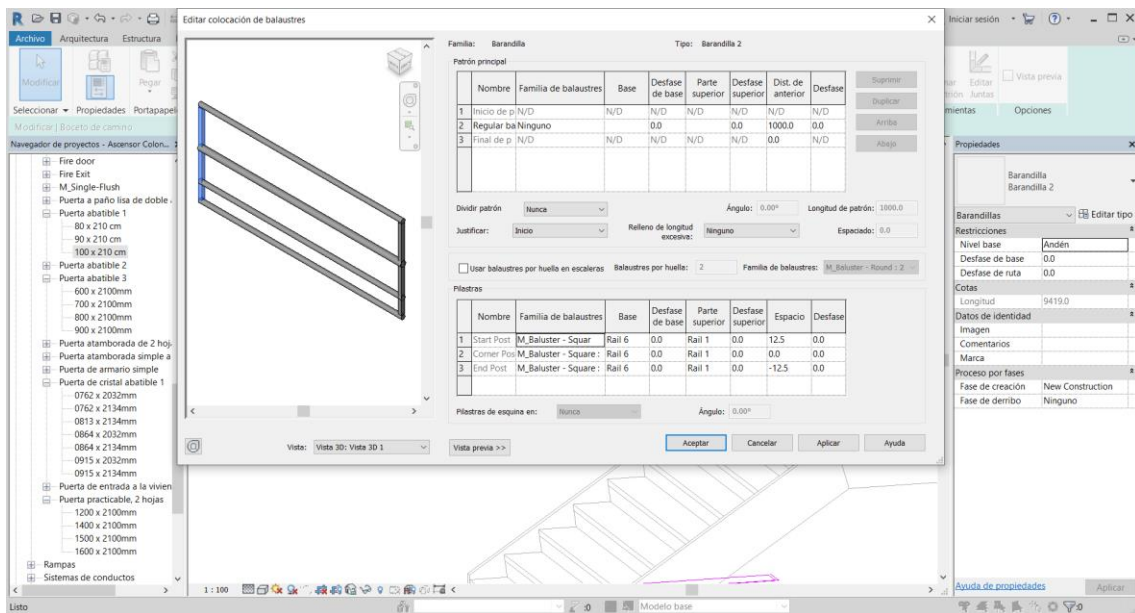 Editar colocación de balaustres
Iniciar sesión
Archivo Arquitectura Estructura
Modificar
Pegar
Editar
Juntas
Vista previa
Seleccionar Propiedades Portapapel
mientas Opciones
Modificar | Boceto de camino
Navegador de proyectos - Ascensor Colon...
Fire door
Fire Exit
M_Single-Flush
Puerta a paño lisa de doble
Puerta abatible 1
80 x 210 cm
90 x 210 cm
100 x 210 cm
Puerta abatible 2
Puerta abatible 3
600 x 2100mm
700 x 2100mm
800 x 2100mm
900 x 2100mm
Puerta atamborada de 2 hoj
Puerta atamborada simple a
Puerta de armario simple
Puerta de cristal abatible 1
0762 x 2032mm
0762 x 2134mm
0813 x 2134mm
0864 x 2032mm
0864 x 2134mm
0915 x 2032mm
0915 x 2134mm
Puerta de entrada a la vivien
Puerta practicable, 2 hojas
1200 x 2100mm
1400 x 2100mm
1500 x 2100mm
1600 x 2100mm
Rampas
Sistemas de conductos
Familia: Barandilla Tipo: Barandilla 2
Patrón principal
Nombre Familia de balaustres Base Desfase de base Parte superior Desfase superior Dist. de anterior Desfase
1 Inicio de p N/D N/D N/D N/D N/D N/D N/D
2 Regular ba Ninguno 0.0 0.0 1000.0 0.0
3 Final de p N/D N/D N/D N/D N/D 0.0 N/D
Suprimir
Duplicar
Arriba
Abajo
Dividir patrón Nunca Ángulo: 0.00° Longitud de patrón: 1000.0
Justificar: Inicio Relleno de longitud excesiva: Ninguno Espaciado: 0.0
Usar balaustres por huella en escaleras Balaustres por huella: 2 Familia de balaustres: M_Baluster - Round : 2
Pilastras
Nombre Familia de balaustres Base Desfase de base Parte superior Desfase superior Espacio Desfase
1 Start Post M_Baluster - Squar Rail 6 0.0 Rail 1 0.0 12.5 0.0
2 Corner Pos M_Baluster - Square : Rail 6 0.0 Rail 1 0.0 0.0 0.0
3 End Post M_Baluster - Square : Rail 6 0.0 Rail 1 0.0 -12.5 0.0
Pilastras de esquina en: Nunca Ángulo: 0.00°
Vista: Vista 3D: Vista 3D 1 Vista previa >> Aceptar Cancelar Aplicar Ayuda
Propiedades
Barandilla
Barandilla 2
Barandillas Editar tipo
Restricciones
Nivel base Andén
Desfase de base 0.0
Desfase de ruta 0.0
Cotas
Longitud 9419.0
Datos de identidad
Imagen
Comentarios
Marca
Proceso por fases
Fase de creación New Construction
Fase de derribo Ninguno
Ayuda de propiedades Aplicar
1 : 100
Listo :0 Modelo base :0